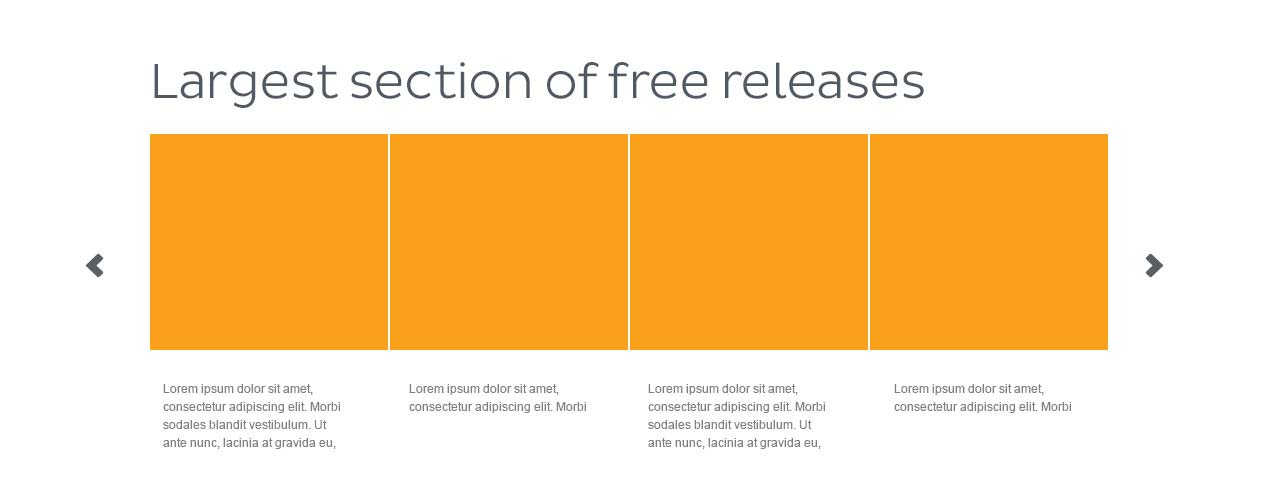 Largest section of free releases
Lorem ipsum dolor sit amet,
consectetur adipiscing elit. Morbi
sodales blandit vestibulum. Ut
ante nunc, lacinia at gravida eu,
Lorem ipsum dolor sit amet,
consectetur adipiscing elit. Morbi
Lorem ipsum dolor sit amet,
consectetur adipiscing elit. Morbi
sodales blandit vestibulum. Ut
ante nunc, lacinia at gravida eu,
Lorem ipsum dolor sit amet,
consectetur adipiscing elit. Morbi